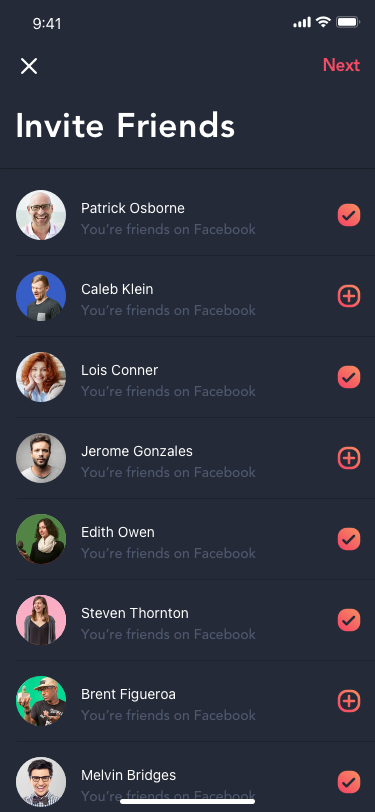 9:41
Next
Invite Friends
Patrick Osborne
You're friends on Facebook
Caleb Klein
You're friends on Facebook
Lois Conner
You're friends on Facebook
Jerome Gonzales
You're friends on Facebook
Edith Owen
You're friends on Facebook
Steven Thornton
You're friends on Facebook
Brent Figueroa
You're friends on Facebook
Melvin Bridges
You're friends on Facebook